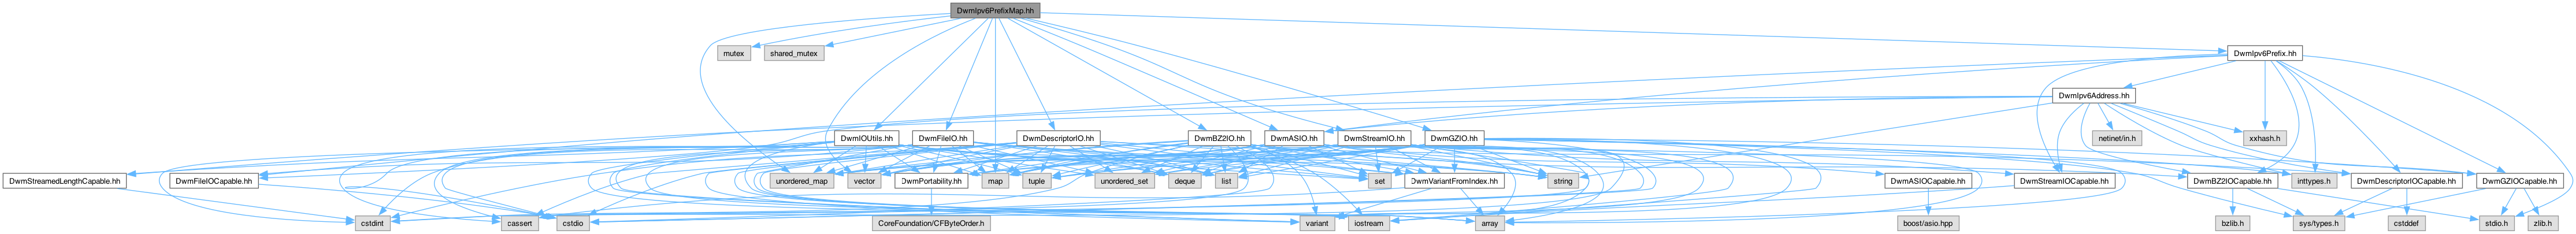 DwmIpv6PrefixMap.hh
mutex
shared_mutex
DwmIpv6Prefix.hh
DwmIpv6Address.hh
DwmIOUtils.hh
DwmFileIO.hh
DwmDescriptorIO.hh
DwmBZ2IO.hh
DwmASIO.hh
DwmStreamIO.hh
DwmGZIO.hh
netinet/in.h
xxhash.h
DwmStreamedLengthCapable.hh
DwmFileIOCapable.hh
unordered_map
vector
DwmPortability.hh
map
tuple
unordered_set
deque
list
set
DwmVariantFromIndex.hh
string
DwmASIOCapable.hh
DwmStreamIOCapable.hh
DwmBZ2IOCapable.hh
inttypes.h
DwmDescriptorIOCapable.hh
DwmGZIOCapable.hh
cstdint
cassert
cstdio
CoreFoundation/CFByteOrder.h
variant
iostream
array
boost/asio.hpp
bzlib.h
sys/types.h
cstddef
stdio.h
zlib.h